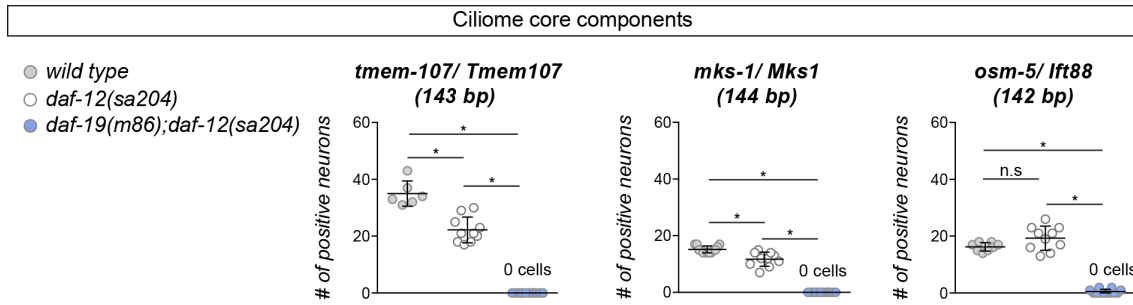 Ciliome core components
wild type
daf-12(sa204)
daf-19(m86);daf-12(sa204)
tmem-107/ Tmem107
(143 bp)
# of positive neurons
60
40
20
0
*
*
*
0 cells
mks-1/ Mks1
(144 bp)
# of positive neurons
60
40
20
0
*
*
*
0 cells
osm-5/ Ift88
(142 bp)
# of positive neurons
60
40
20
0
*
n.s
*
0 cells